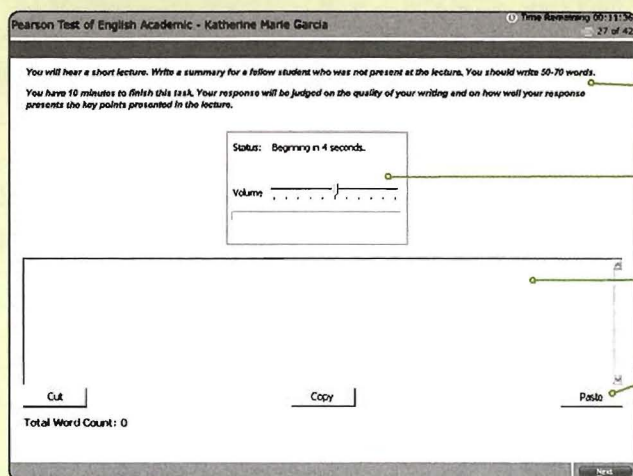 Pearson Test of English Academic - Katherine Marie Garcia
Time Remaining 00:11:56
27 of 42
You will hear a short lecture. Write a summary for a fellow student who was not present at the lecture. You should write 50-70 words.
You have 10 minutes to finish this task. Your response will be judged on the quality of your writing and on how well your response
presents the key points presented in the lecture.
Status: Beginning in 4 seconds.
Volume
Cut
Copy
Paste
Total Word Count: 0
Next